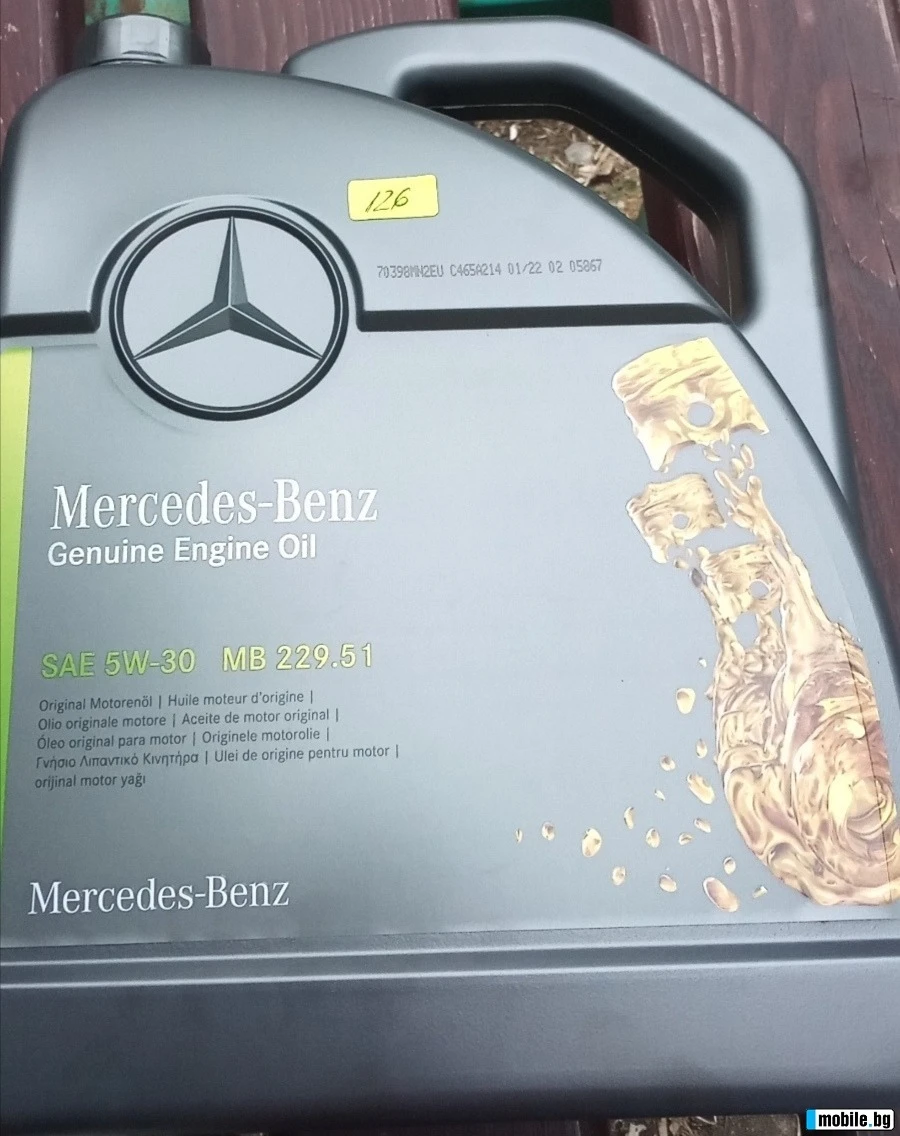 126
70398MH2EU C465A214 01/22 02 05867
Mercedes-Benz
Genuine Engine Oil
SAE 5W-30 MB 229.51
Original Motorenöl | Huile moteur d'origine |
Olio originale motore | Aceite de motor original |
Óleo original para motor | Originele motorolie |
Γνήσιο Λιπαντικό Κινητήρα | Ulei de origine pentru motor |
orijinal motor yağı
Mercedes-Benz
mobile.bg